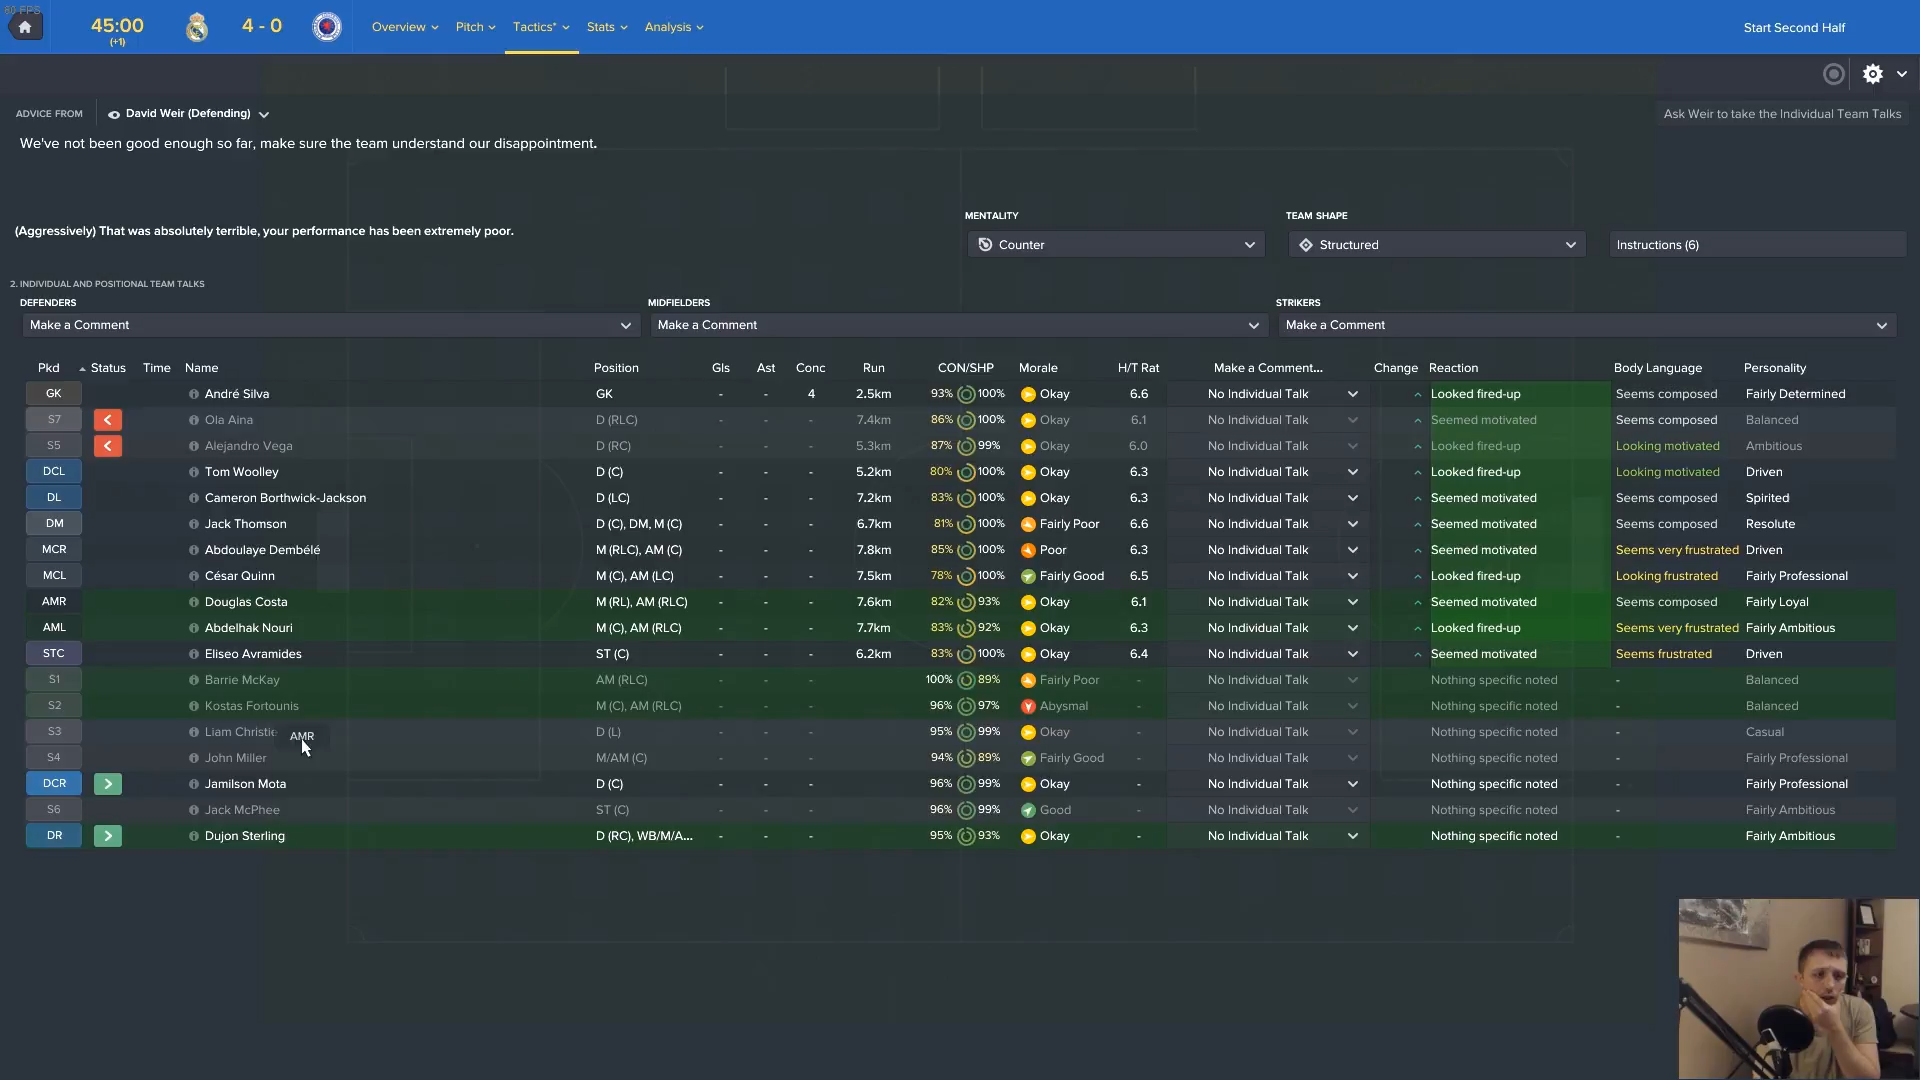 60 FPS
45:00
(+1)
4 - 0
Overview
Pitch
Tactics*
Stats
Analysis
Start Second Half
ADVICE FROM
David Weir (Defending)
Ask Weir to take the Individual Team Talks
We've not been good enough so far, make sure the team understand our disappointment.
MENTALITY
TEAM SHAPE
(Aggressively) That was absolutely terrible, your performance has been extremely poor.
Counter
Structured
Instructions (6)
2. INDIVIDUAL AND POSITIONAL TEAM TALKS
DEFENDERS
MIDFIELDERS
STRIKERS
Make a Comment
Make a Comment
Make a Comment
Pkd Status Time Name Position Gls Ast Conc Run CON/SHP Morale H/T Rat Make a Comment... Change Reaction Body Language Personality
GK André Silva GK - - 4 2.5km 93% 100% Okay 6.6 No Individual Talk Looked fired-up Seems composed Fairly Determined
S7 Ola Aina D (RLC) - - - 7.4km 86% 100% Okay 6.1 No Individual Talk Seemed motivated Seems composed Balanced
S5 Alejandro Vega D (RC) - - - 5.3km 87% 99% Okay 6.0 No Individual Talk Looked fired-up Looking motivated Ambitious
DCL Tom Woolley D (C) - - - 5.2km 80% 100% Okay 6.3 No Individual Talk Looked fired-up Looking motivated Driven
DL Cameron Borthwick-Jackson D (LC) - - - 7.2km 83% 100% Okay 6.3 No Individual Talk Seemed motivated Seems composed Spirited
DM Jack Thomson D (C), DM, M (C) - - - 6.7km 81% 100% Fairly Poor 6.6 No Individual Talk Seemed motivated Seems composed Resolute
MCR Abdoulaye Dembélé M (RLC), AM (C) - - - 7.8km 85% 100% Poor 6.3 No Individual Talk Seemed motivated Seems very frustrated Driven
MCL César Quinn M (C), AM (LC) - - - 7.5km 78% 100% Fairly Good 6.5 No Individual Talk Looked fired-up Looking frustrated Fairly Professional
AMR Douglas Costa M (RL), AM (RLC) - - - 7.6km 82% 93% Okay 6.1 No Individual Talk Seemed motivated Seems composed Fairly Loyal
AML Abdelhak Nouri M (C), AM (RLC) - - - 7.7km 83% 92% Okay 6.3 No Individual Talk Looked fired-up Seems very frustrated Fairly Ambitious
STC Eliseo Avramides ST (C) - - - 6.2km 83% 100% Okay 6.4 No Individual Talk Seemed motivated Seems frustrated Driven
S1 Barrie McKay AM (RLC) - - - 100% 89% Fairly Poor - No Individual Talk Nothing specific noted - Balanced
S2 Kostas Fortounis M (C), AM (RLC) - - - 96% 97% Abysmal - No Individual Talk Nothing specific noted - Balanced
S3 Liam Christie AMR D (L) - - - 95% 99% Okay - No Individual Talk Nothing specific noted - Casual
S4 John Miller M/AM (C) - - - 94% 89% Fairly Good - No Individual Talk Nothing specific noted - Fairly Professional
DCR Jamilson Mota D (C) - - - 96% 99% Okay - No Individual Talk Nothing specific noted - Fairly Professional
S6 Jack McPhee ST (C) - - - 96% 99% Good - No Individual Talk Nothing specific noted - Fairly Ambitious
DR Dujon Sterling D (RC), WB/M/A... - - - 95% 93% Okay - No Individual Talk Nothing specific noted - Fairly Ambitious